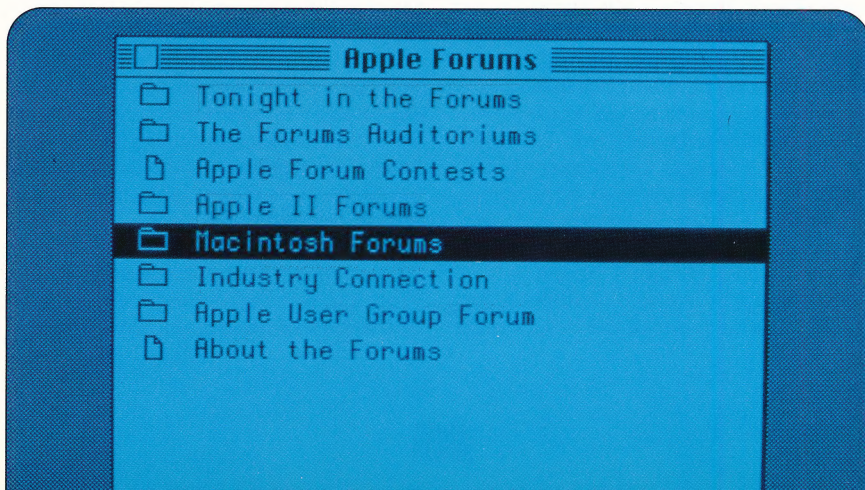 Apple Forums
Tonight in the Forums
The Forums Auditoriums
Apple Forum Contests
Apple II Forums
Macintosh Forums
Industry Connection
Apple User Group Forum
About the Forums